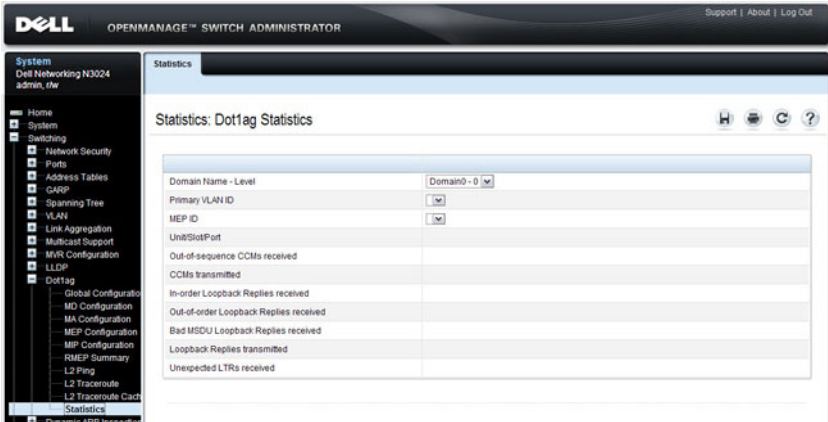 Support | About | Log Out
DELL OPENMANAGE™ SWITCH ADMINISTRATOR
System
Dell Networking N3024
admin, r/w
Home
System
Switching
Network Security
Ports
Address Tables
GARP
Spanning Tree
VLAN
Link Aggregation
Multicast Support
MVR Configuration
LLDP
Dot1ag
Global Configuratio
MD Configuration
MA Configuration
MEP Configuration
MIP Configuration
RMEP Summary
L2 Ping
L2 Traceroute
L2 Traceroute Cach
Statistics
Dynamic ARP Inspection
Statistics
Statistics: Dot1ag Statistics
Domain Name - Level Domain0 - 0
Primary VLAN ID
MEP ID
Unit/Slot/Port
Out-of-sequence CCMs received
CCMs transmitted
In-order Loopback Replies received
Out-of-order Loopback Replies received
Bad MSDU Loopback Replies received
Loopback Replies transmitted
Unexpected LTRs received